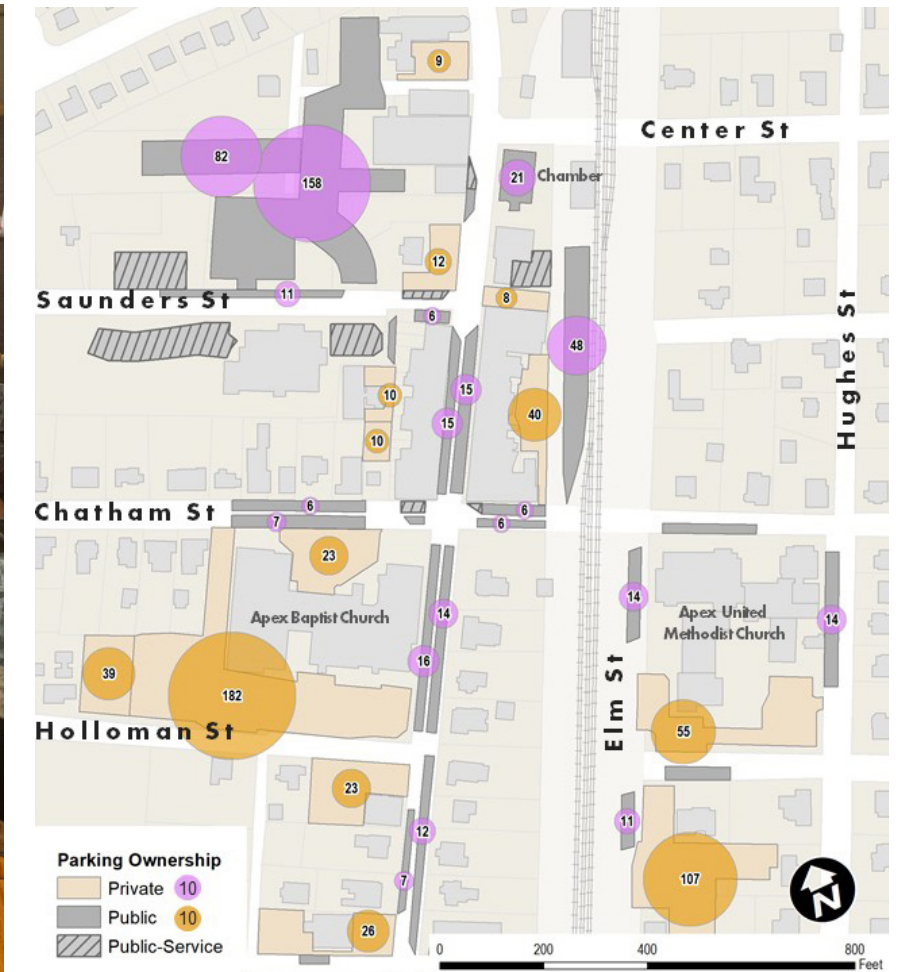 9
Center St
82
158
21
Chamber
12
11
Saunders St
8
6
48
Hughes St
15
10
40
15
10
Chatham St
6
6
7
6
23
14
14
Apex Baptist Church
Apex United
Methodist Church
14
16
39
182
Elm St
Holloman St
55
23
11
12
107
7
26
Parking Ownership
Private 10
Public 10
Public-Service
N
0 200 400 800
Feet